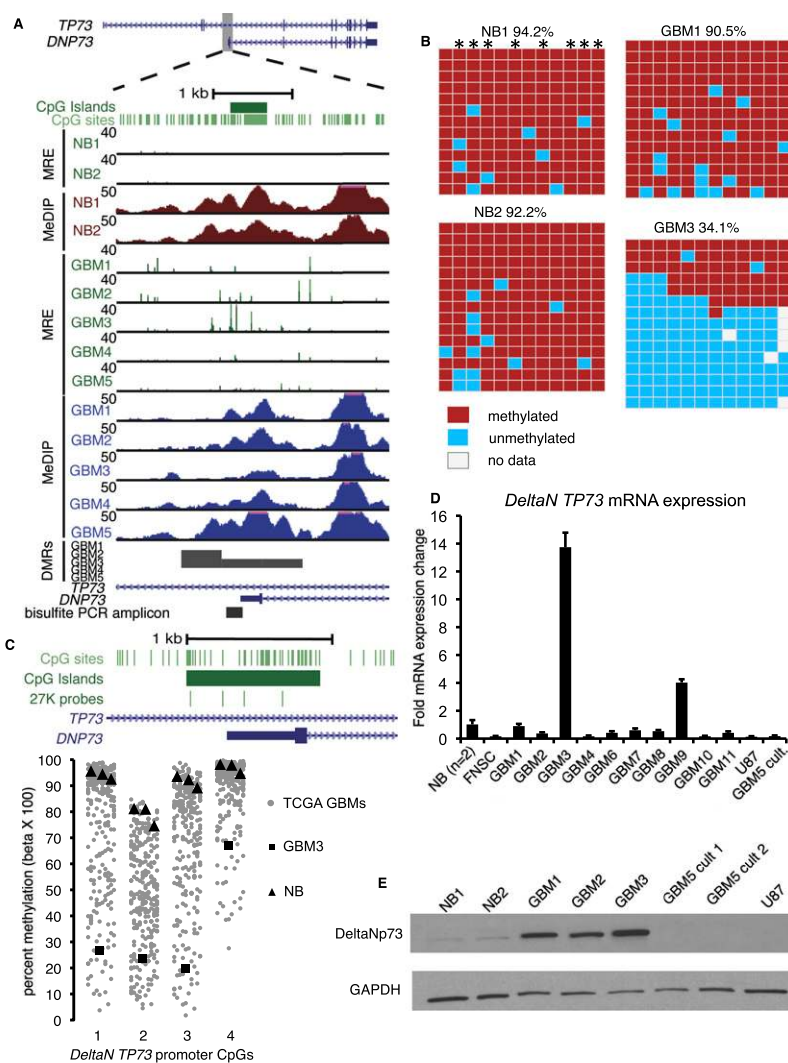 A
TP73
DNP73
1 kb
CpG Islands
CpG sites
MRE
40
NB1
40
NB2
MeDIP
50
NB1
50
NB2
MRE
40
GBM1
40
GBM2
40
GBM3
40
GBM4
40
GBM5
MeDIP
50
GBM1
50
GBM2
50
GBM3
50
GBM4
50
GBM5
DMRs
GBM1
GBM2
GBM3
GBM4
GBM5
TP73
DNP73
bisulfite PCR amplicon
B
NB1 94.2%
* * * * * * * *
GBM1 90.5%
NB2 92.2%
GBM3 34.1%
methylated
unmethylated
no data
C
1 kb
CpG sites
CpG Islands
27K probes
TP73
DNP73
percent methylation (beta X 100)
100
90
80
70
60
50
40
30
20
10
0
1 2 3 4
DeltaN TP73 promoter CpGs
TCGA GBMs
GBM3
NB
D
DeltaN TP73 mRNA expression
Fold mRNA expression change
16
14
12
10
8
6
4
2
0
NB (n=2)
FNSC
GBM1
GBM2
GBM3
GBM4
GBM6
GBM7
GBM8
GBM9
GBM10
GBM11
U87
GBM5 cult.
E
NB1
NB2
GBM1
GBM2
GBM3
GBM5 cult 1
GBM5 cult 2
U87
DeltaNp73
GAPDH